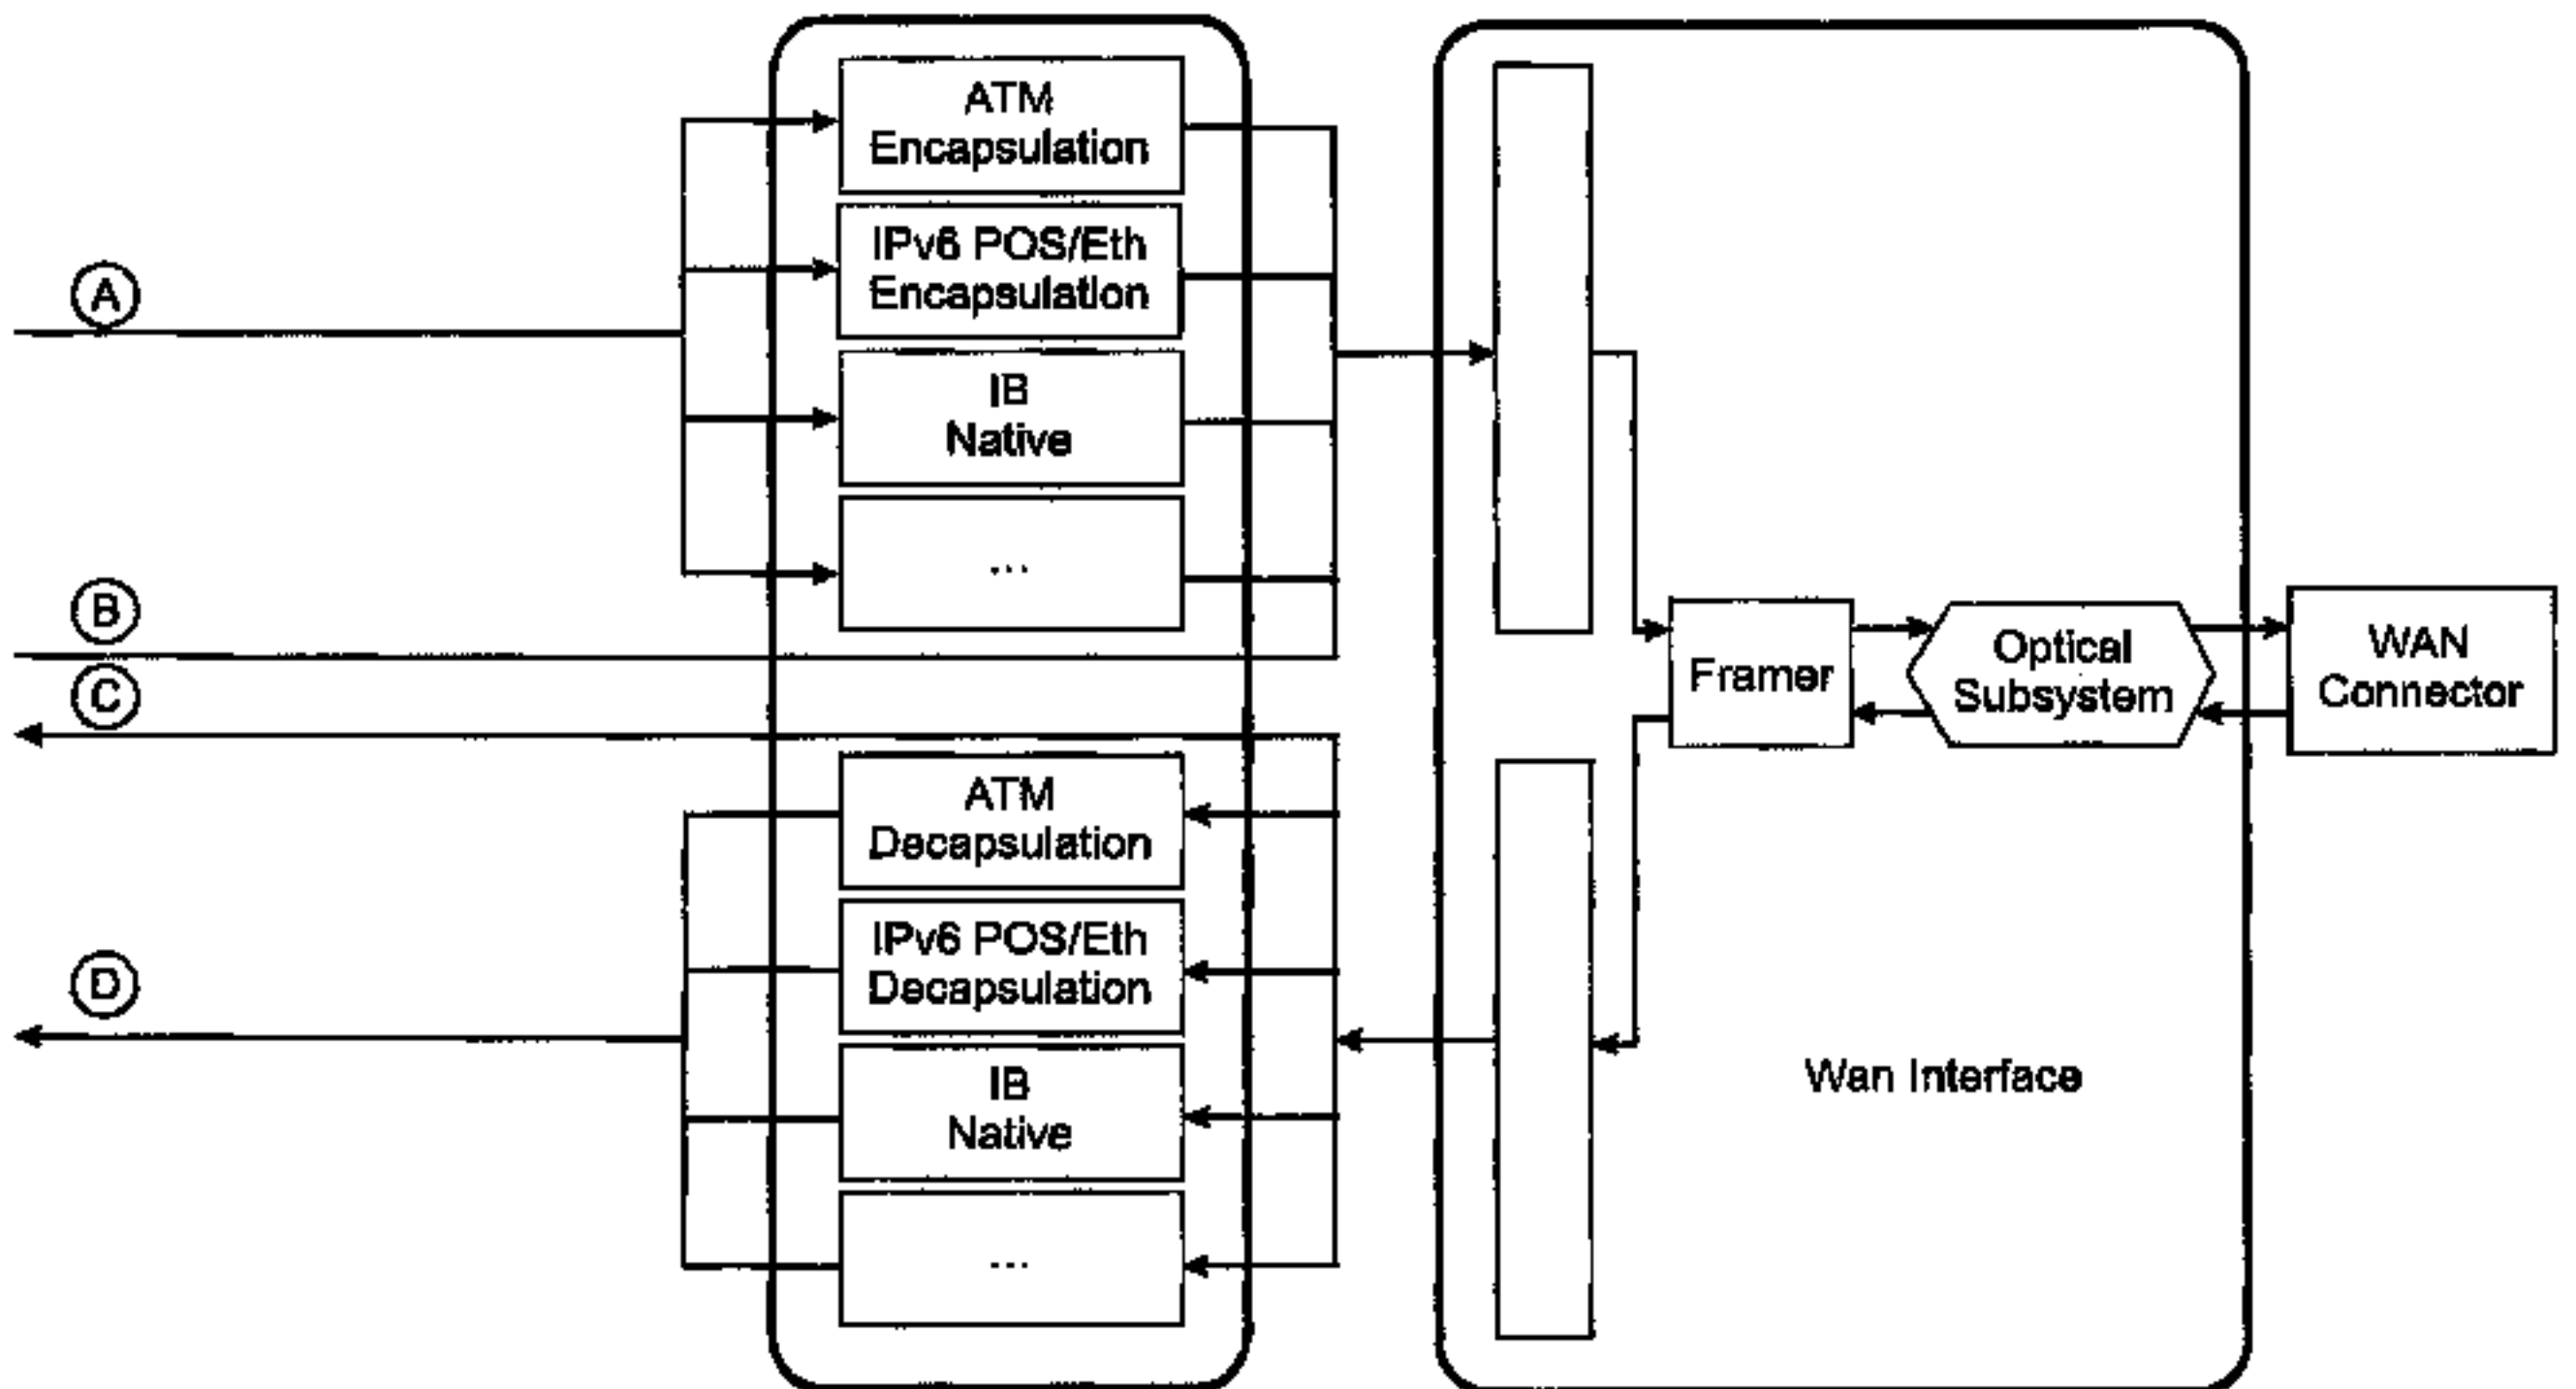 ATM
Encapsulation
IPv6 POS/Eth
Encapsulation
IB
Native
...
A
B
C
D
ATM
Decapsulation
IPv6 POS/Eth
Decapsulation
IB
Native
...
Framer
Optical
Subsystem
WAN
Connector
Wan Interface